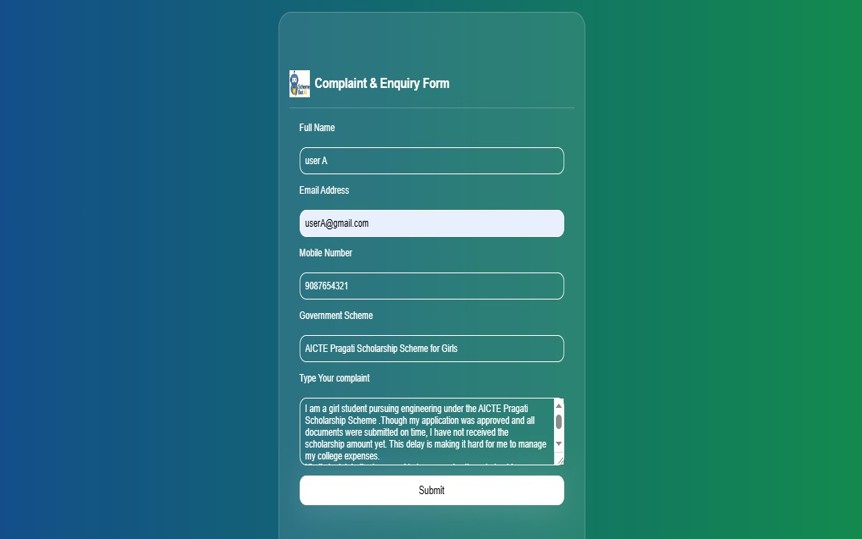 Complaint & Enquiry Form
Full Name
user A
Email Address
userA@gmail.com
Mobile Number
9087654321
Government Scheme
AICTE Pragati Scholarship Scheme for Girls
Type Your complaint
I am a girl student pursuing engineering under the AICTE Pragati
Scholarship Scheme .Though my application was approved and all
documents were submitted on time, I have not received the
scholarship amount yet. This delay is making it hard for me to manage
my college expenses.
Submit